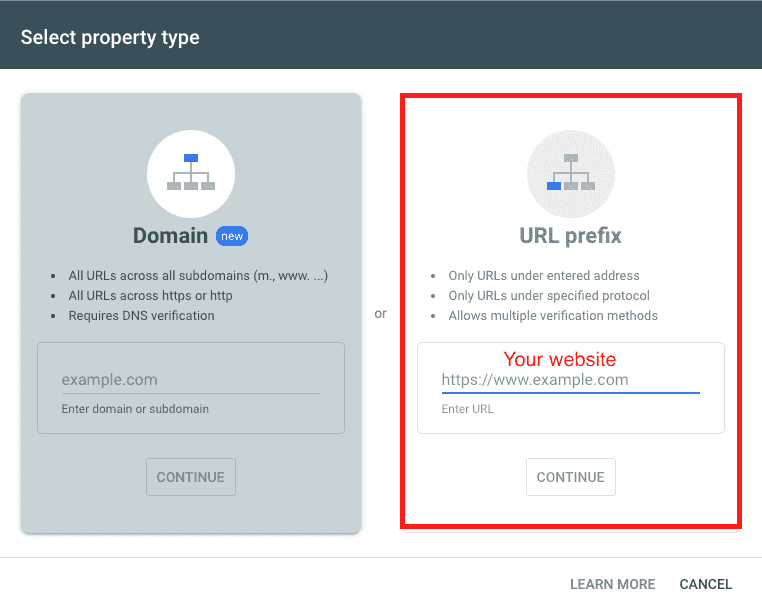 Select property type
Domain new
All URLs across all subdomains (m., www. ...)
All URLs across https or http
Requires DNS verification
example.com
Enter domain or subdomain
CONTINUE
or
URL prefix
Only URLs under entered address
Only URLs under specified protocol
Allows multiple verification methods
Your website
https://www.example.com
Enter URL
CONTINUE
LEARN MORE CANCEL